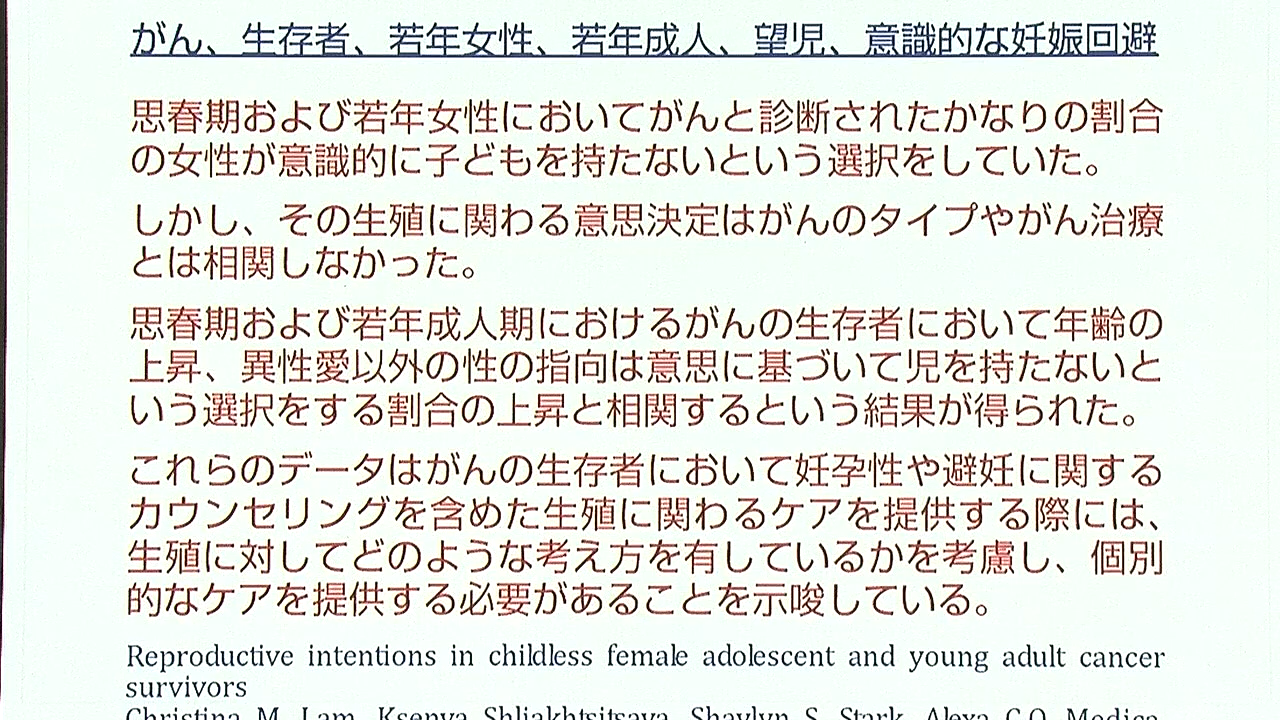 がん、生存者、若年女性、若年成人、望児、意識的な妊娠回避
思春期および若年女性においてがんと診断されたかなりの割合
の女性が意識的に子どもを持たないという選択をしていた。
しかし、その生殖に関わる意思決定はがんのタイプやがん治療
とは相関しなかった。
思春期および若年成人期におけるがんの生存者において年齢の
上昇、異性愛以外の性の指向は意思に基づいて児を持たないと
いう選択をする割合の上昇と相関するという結果が得られた。
これらのデータはがんの生存者において妊孕性や避妊に関する
カウンセリングを含めた生殖に関わるケアを提供する際には、
生殖に対してどのような考え方を有しているかを考慮し、個別
的なケアを提供する必要があることを示唆している。
Reproductive intentions in childless female adolescent and young adult cancer
survivors
Christina M. Lam, Ksenya Shliakhtsitsava, Shaylyn S. Stark, Alexa C.O. Medica,